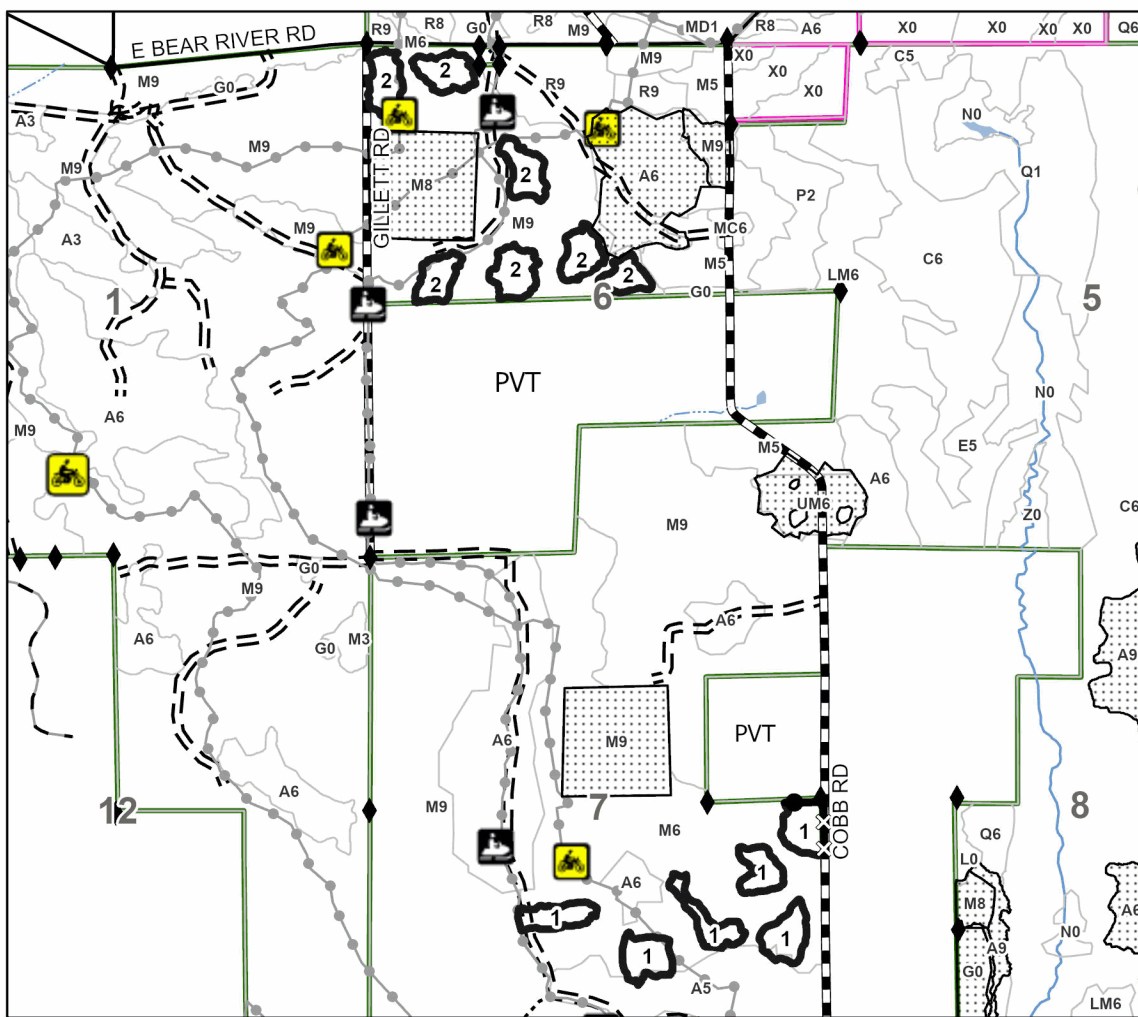 R9
R8
G0
R8
M9
MD1
R8
A6
X0
X0
X0
X0
Q6
E BEAR RIVER RD
M6
M9
X0
C5
M9
G0
2
2
R9
R9
M5
X0
X0
A3
N0
M9
M9
M9
GILLETT RD
M8
2
A6
M9
Q1
P2
A3
M9
M9
MC6
M5
C6
2
2
2
2
LM6
G0
1
6
5
PVT
N0
A6
M9
M5
E5
A6
UM6
M9
Z0
C6
G0
M9
A6
M3
G0
A6
A9
A6
M9
PVT
A6
M9
12
7
8
M6
1
COBB RD
Q6
L0
1
A6
M8
A6
1
1
1
1
N0
A9
G0
A5
LM6